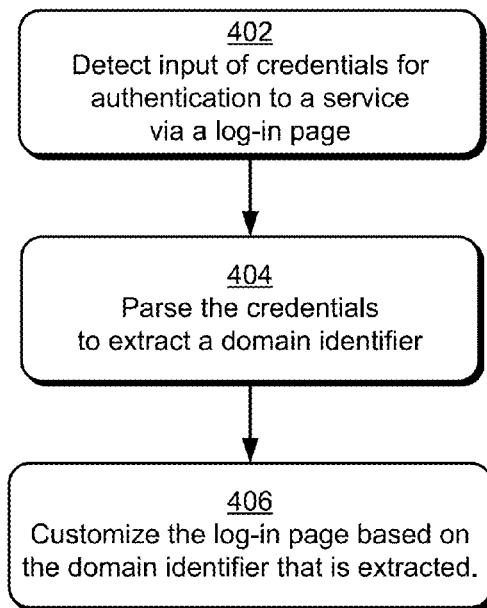 402
Detect input of credentials for
authentication to a service
via a log-in page
404
Parse the credentials
to extract a domain identifier
406
Customize the log-in page based on
the domain identifier that is extracted.